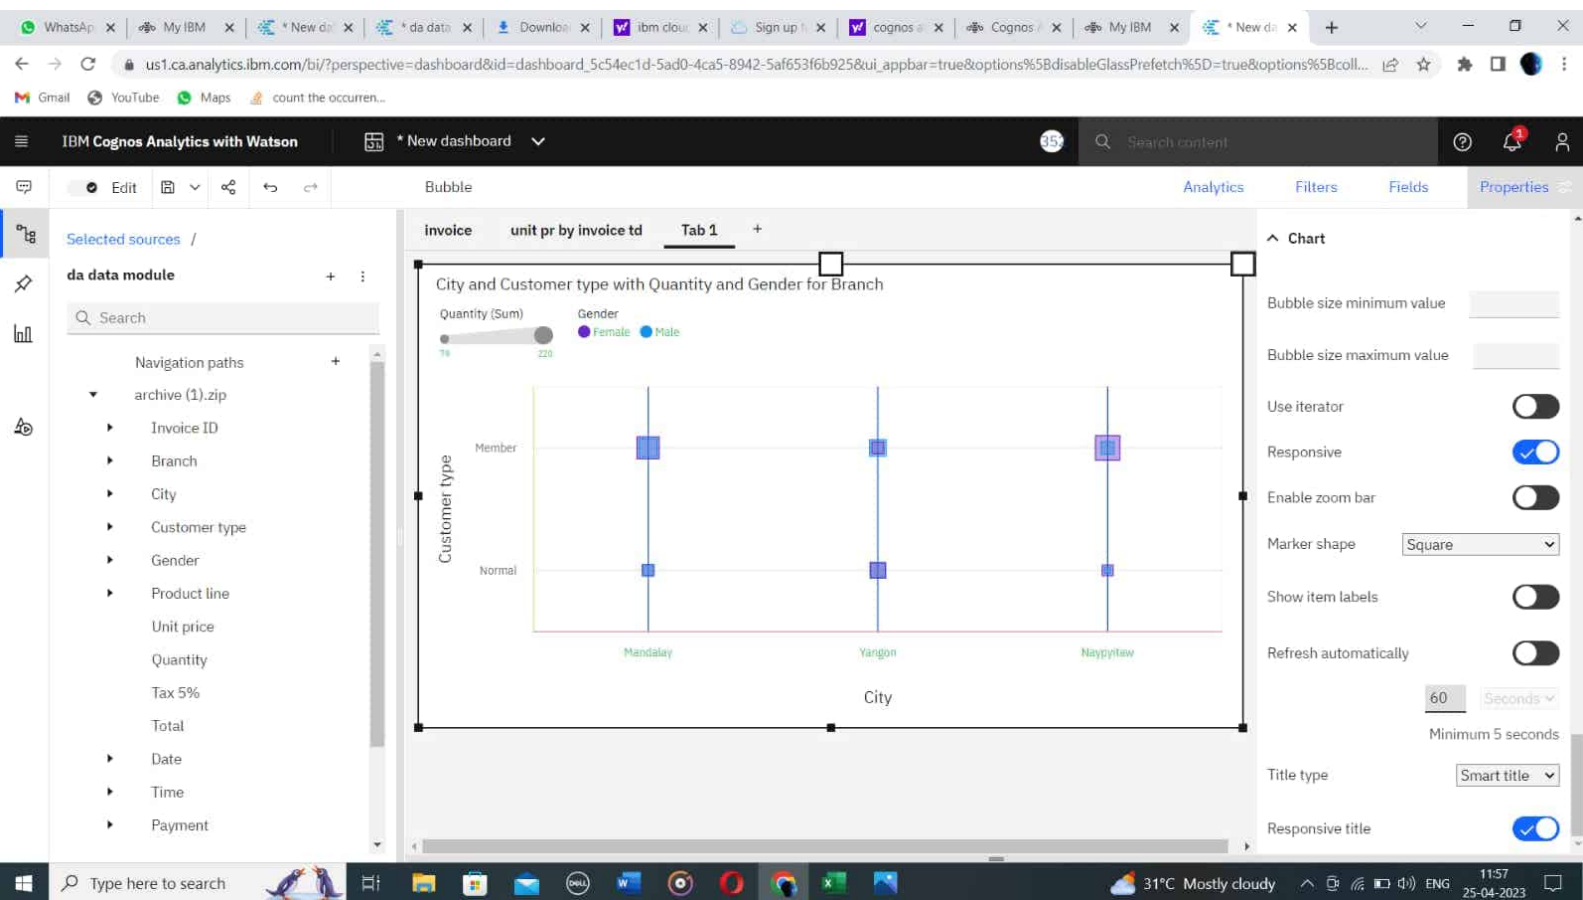 WhatsAp
My IBM
* New da
* da data
Downloa
ibm clou
Sign up f
cognos a
Cognos A
My IBM
* New da
us1.ca.analytics.ibm.com/bi/?perspective=dashboard&id=dashboard_5c54ec1d-5ad0-4ca5-8942-5af653f6b925&ui_appbar=true&options%5BdisableGlassPrefetch%5D=true&options%5Bcoll...
Gmail YouTube Maps count the occurren...
IBM Cognos Analytics with Watson
* New dashboard
352
Search content
1
Edit
Bubble
Analytics Filters Fields Properties
Selected sources /
da data module
Search
Navigation paths
archive (1).zip
Invoice ID
Branch
City
Customer type
Gender
Product line
Unit price
Quantity
Tax 5%
Total
Date
Time
Payment
invoice unit pr by invoice td Tab 1 +
City and Customer type with Quantity and Gender for Branch
Quantity (Sum) Gender
Female Male
220
Customer type
Member
Normal
Mandalay Yangon Naypyitaw
City
Chart
Bubble size minimum value
Bubble size maximum value
Use iterator
Responsive
Enable zoom bar
Marker shape Square
Show item labels
Refresh automatically
60 Seconds
Minimum 5 seconds
Title type Smart title
Responsive title
Type here to search
DELL
31°C Mostly cloudy
ENG
11:57
25-04-2023